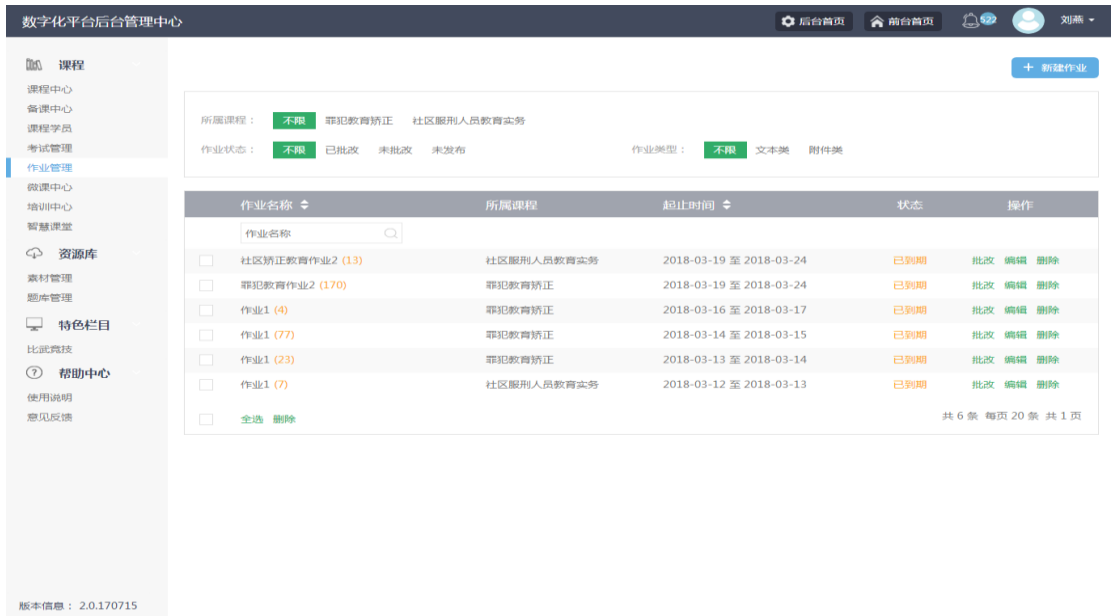 数字化平台后台管理中心 后台首页 前台首页 522 刘燕
课程
课程中心
备课中心
课程学员
考试管理
作业管理
微课中心
培训中心
智慧课堂
资源库
素材管理
题库管理
特色栏目
比武竞技
帮助中心
使用说明
意见反馈
版本信息： 2.0.170715
+ 新建作业
所属课程： 不限 罪犯教育矫正 社区服刑人员教育实务
作业状态： 不限 已批改 未批改 未发布 作业类型： 不限 文本类 附件类
作业名称 所属课程 起止时间 状态 操作
作业名称
社区矫正教育作业2 (13) 社区服刑人员教育实务 2018-03-19 至 2018-03-24 已到期 批改 编辑 删除
罪犯教育作业2 (170) 罪犯教育矫正 2018-03-19 至 2018-03-24 已到期 批改 编辑 删除
作业1 (4) 罪犯教育矫正 2018-03-16 至 2018-03-17 已到期 批改 编辑 删除
作业1 (77) 罪犯教育矫正 2018-03-14 至 2018-03-15 已到期 批改 编辑 删除
作业1 (23) 罪犯教育矫正 2018-03-13 至 2018-03-14 已到期 批改 编辑 删除
作业1 (7) 社区服刑人员教育实务 2018-03-12 至 2018-03-13 已到期 批改 编辑 删除
全选 删除 共 6 条 每页 20 条 共 1 页